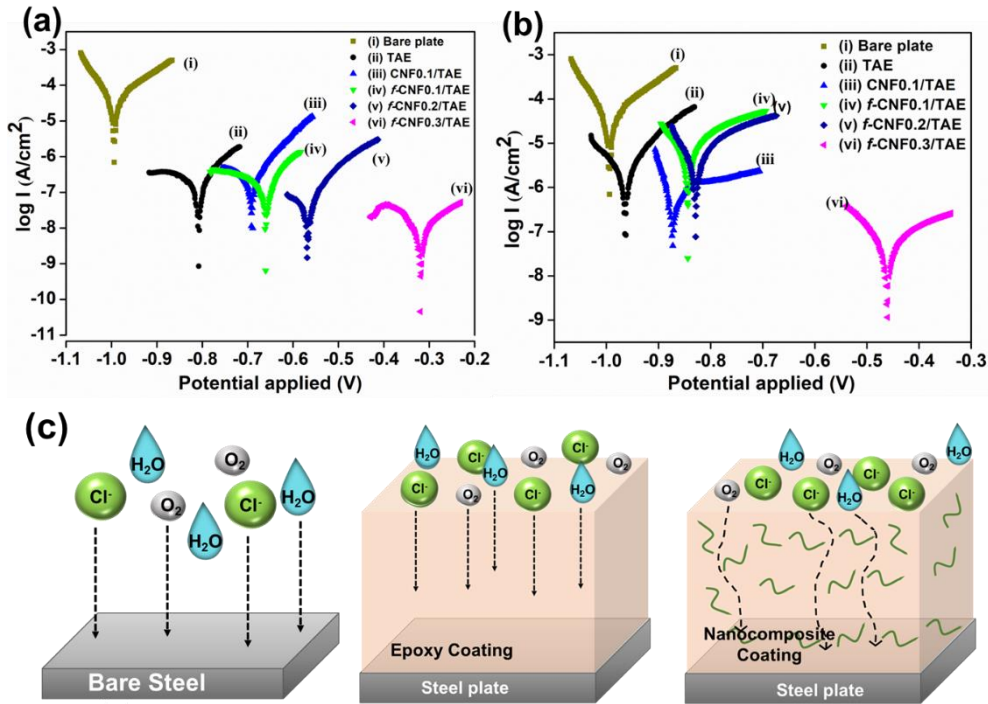 (a)
log I (A/cm2)
-3
-4
-5
-6
-7
-8
-9
-10
-11
(i)
(ii)
(iii)
(iv)
(v)
(vi)
(i) Bare plate
(ii) TAE
(iii) CNF0.1/TAE
(iv) f-CNF0.1/TAE
(v) f-CNF0.2/TAE
(vi) f-CNF0.3/TAE
-1.1 -1.0 -0.9 -0.8 -0.7 -0.6 -0.5 -0.4 -0.3 -0.2
Potential applied (V)
(b)
log I (A/cm2)
-3
-4
-5
-6
-7
-8
-9
(i)
(ii)
(iv)
(v)
(iii
(vi)
(i) Bare plate
(ii) TAE
(iii) CNF0.1/TAE
(iv) f-CNF0.1/TAE
(v) f-CNF0.2/TAE
(vi) f-CNF0.3/TAE
-1.1 -1.0 -0.9 -0.8 -0.7 -0.6 -0.5 -0.4 -0.3
Potential applied (V)
(c)
H2O
O2
Cl-
O2
Cl-
H2O
H2O
Bare Steel
H2O
Cl-
O2
Cl-
H2O
O2
Cl-
O2
Cl-
H2O
Epoxy Coating
Steel plate
H2O
O2
Cl-
O2
H2O
O2
Cl-
Cl-
H2O
Cl-
Nanocomposite
Coating
Steel plate